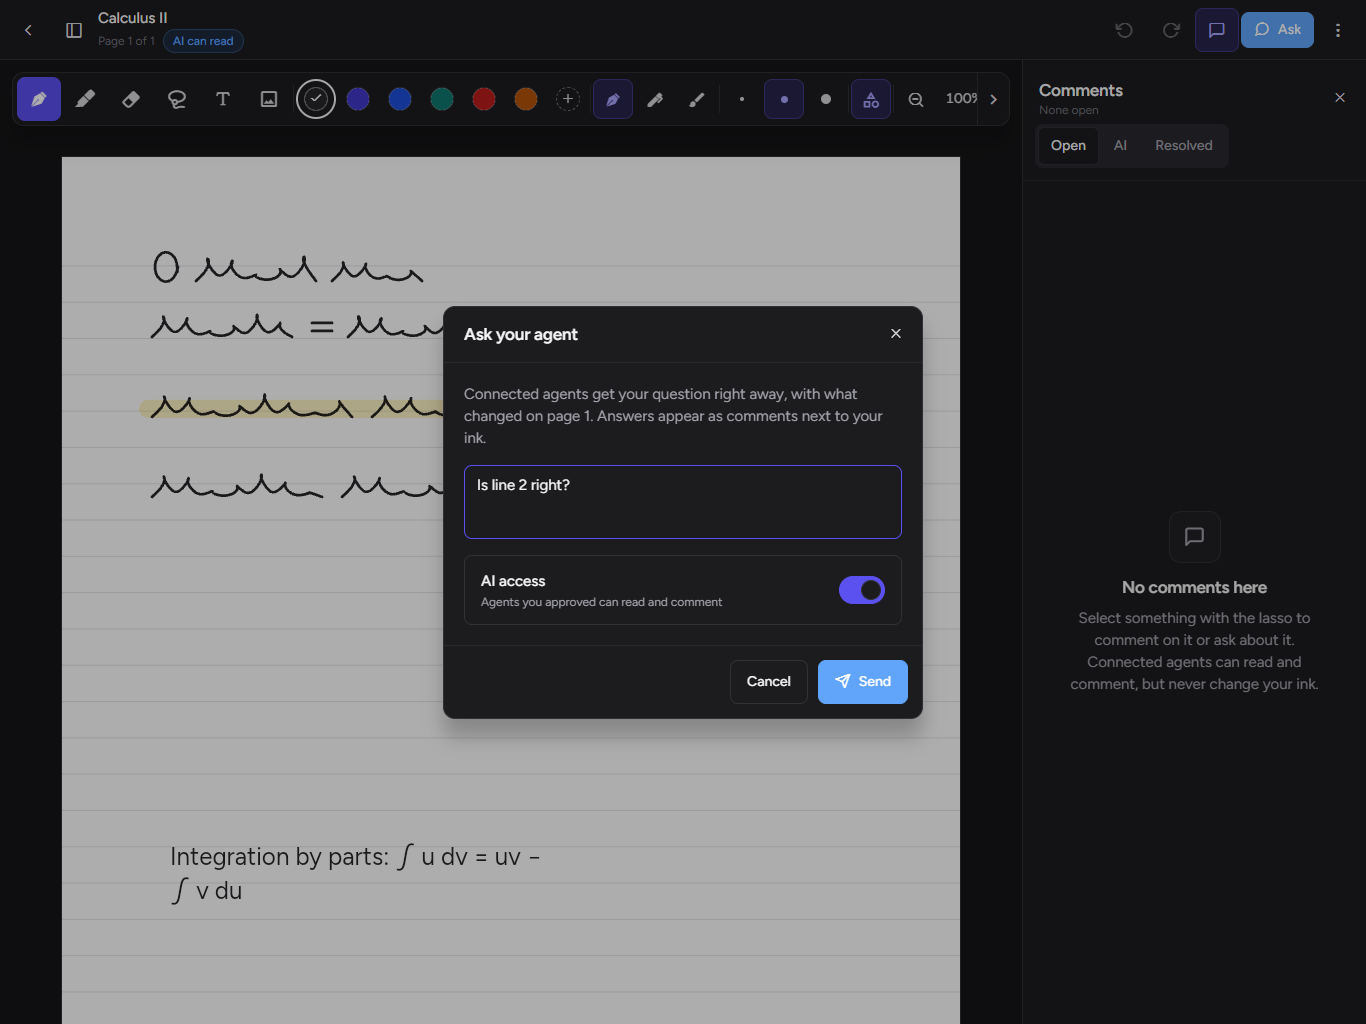 Calculus II
Page 1 of 1 AI can read
Ask
100%
Comments
None open
Open AI Resolved
O
=
Ask your agent
Connected agents get your question right away, with what
changed on page 1. Answers appear as comments next to your
ink.
Is line 2 right?
AI access
Agents you approved can read and comment
Cancel Send
No comments here
Select something with the lasso to
comment on it or ask about it.
Connected agents can read and
comment, but never change your ink.
Integration by parts: ∫ u dv = uv −
∫ v du